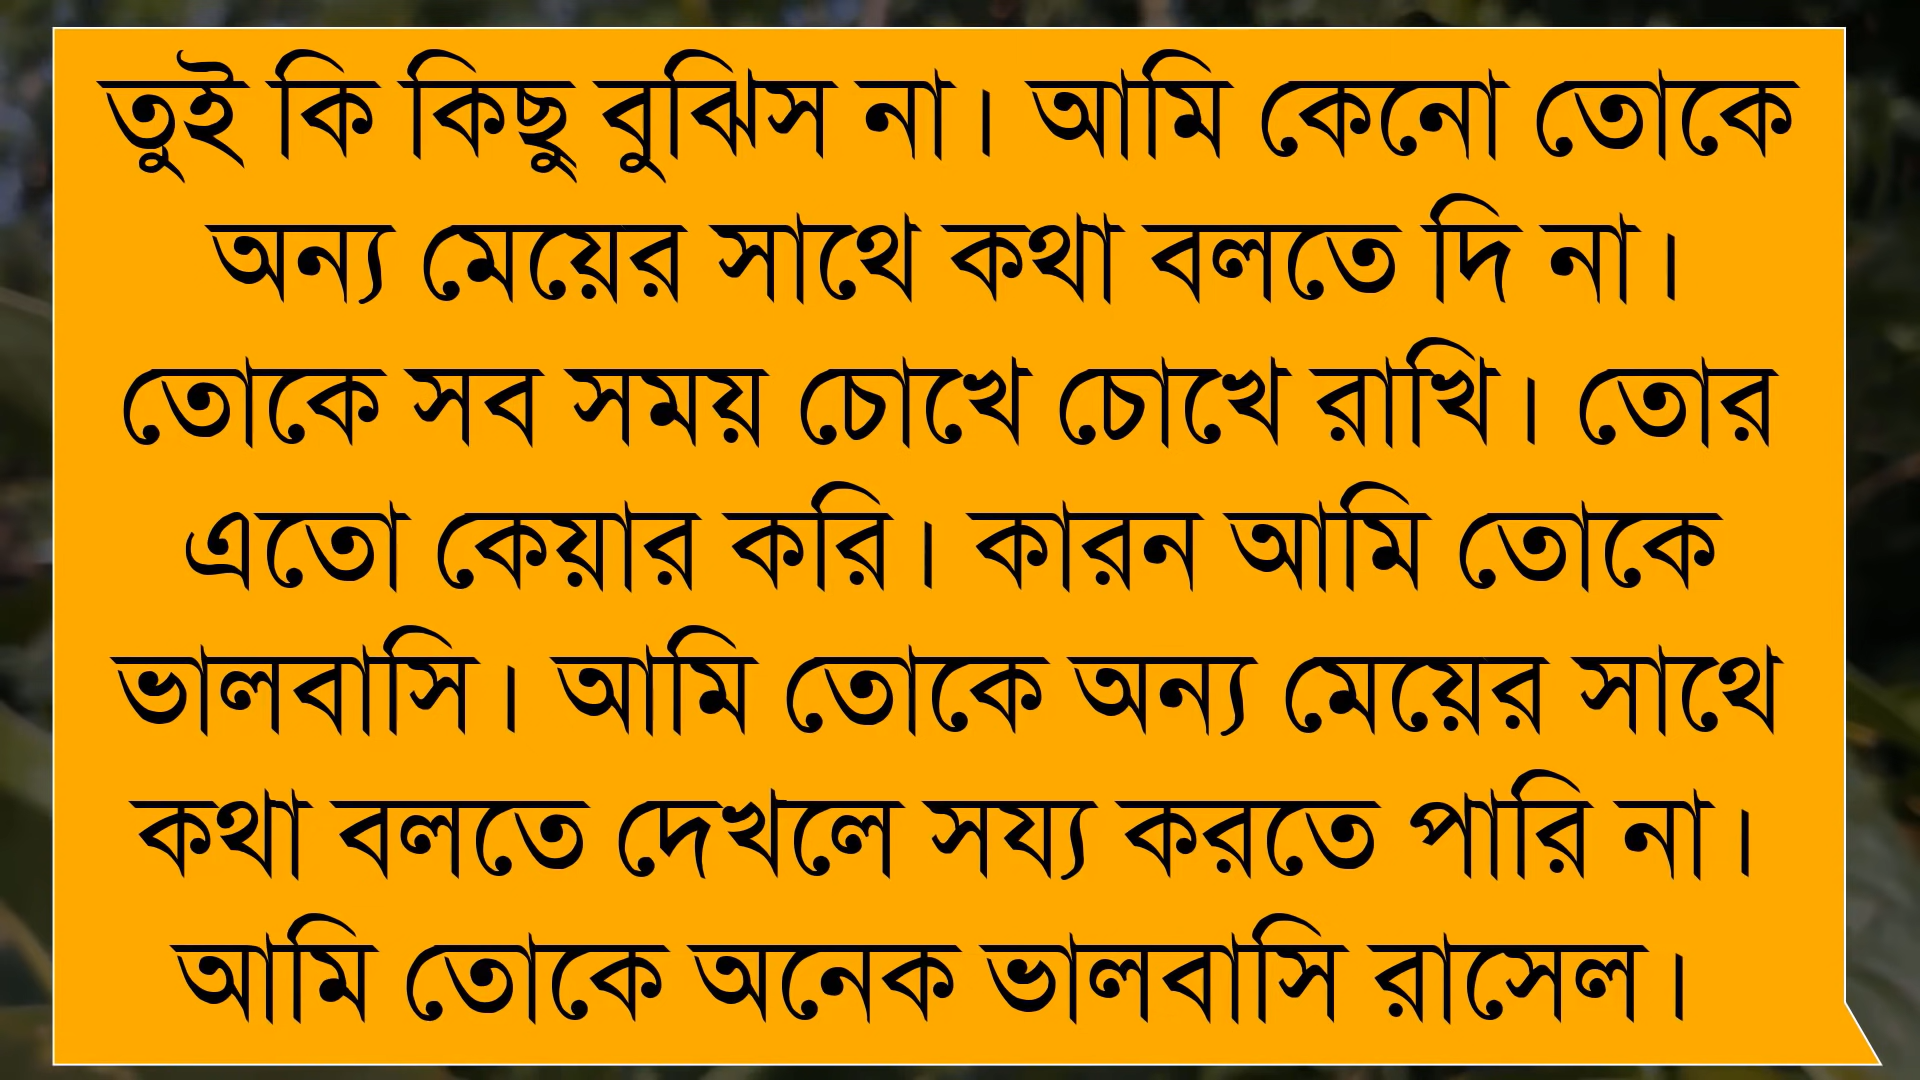 তুই কি কিছু বুঝিস না। আমি কেনো তোকে
অন্য মেয়ের সাথে কথা বলতে দি না।
তোকে সব সময় চোখে চোখে রাখি। তোর
এতো কেয়ার করি। কারন আমি তোকে
ভালবাসি। আমি তোকে অন্য মেয়ের সাথে
কথা বলতে দেখলে সয্য করতে পারি না।
আমি তোকে অনেক ভালবাসি রাসেল।